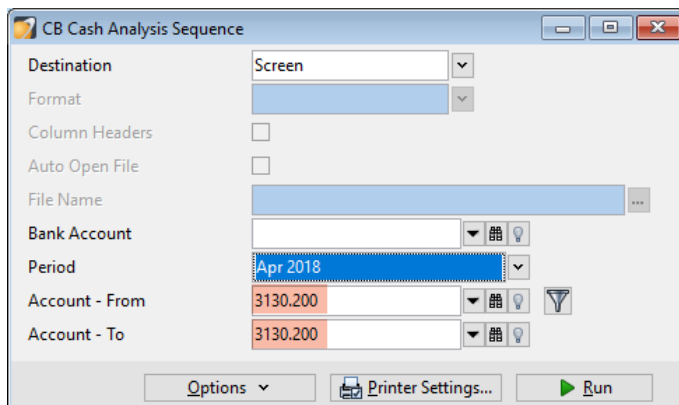 CB Cash Analysis Sequence
Destination Screen
Format
Column Headers
Auto Open File
File Name ...
Bank Account
Period Apr 2018
Account - From 3130.200
Account - To 3130.200
Options Printer Settings... Run